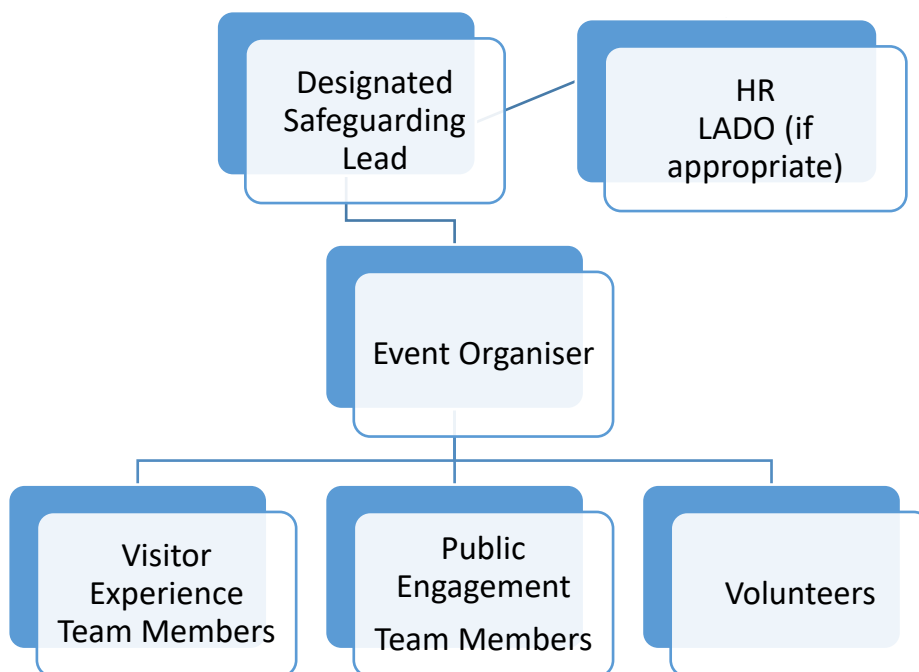 Designated
Safeguarding
Lead
HR
LADO (if
appropriate)
Event Organiser
Visitor
Experience
Team Members
Public
Engagement
Team Members
Volunteers